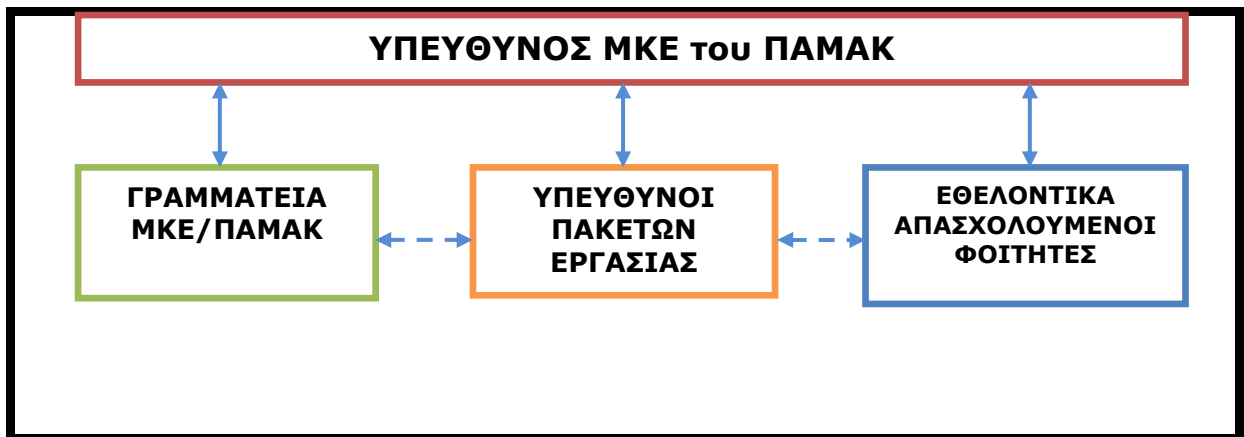 ΥΠΕΥΘΥΝΟΣ ΜΚΕ του ΠΑΜΑΚ
ΓΡΑΜΜΑΤΕΙΑ
ΜΚΕ/ΠΑΜΑΚ
ΥΠΕΥΘΥΝΟΙ
ΠΑΚΕΤΩΝ
ΕΡΓΑΣΙΑΣ
ΕΘΕΛΟΝΤΙΚΑ
ΑΠΑΣΧΟΛΟΥΜΕΝΟΙ
ΦΟΙΤΗΤΕΣ